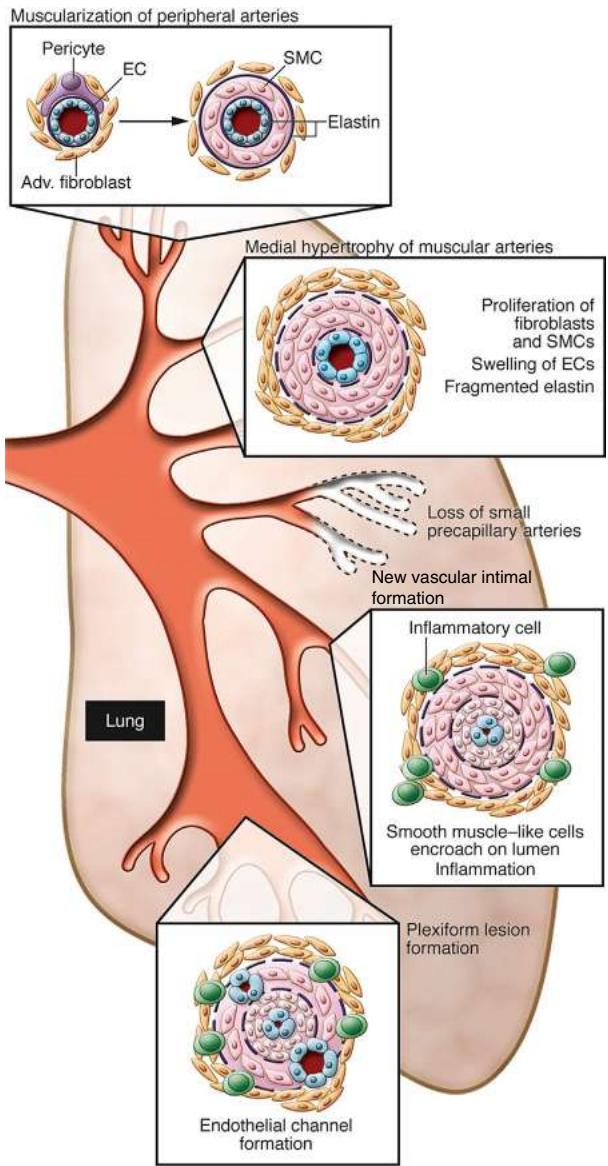 Muscularization of peripheral arteries
Pericyte
EC
SMC
Elastin
Adv. fibroblast
Medial hypertrophy of muscular arteries
Proliferation of
fibroblasts
and SMCs
Swelling of ECs
Fragmented elastin
Loss of small
precapillary arteries
New vascular intimal
formation
Inflammatory cell
Lung
Smooth muscle–like cells
encroach on lumen
Inflammation
Plexiform lesion
formation
Endothelial channel
formation